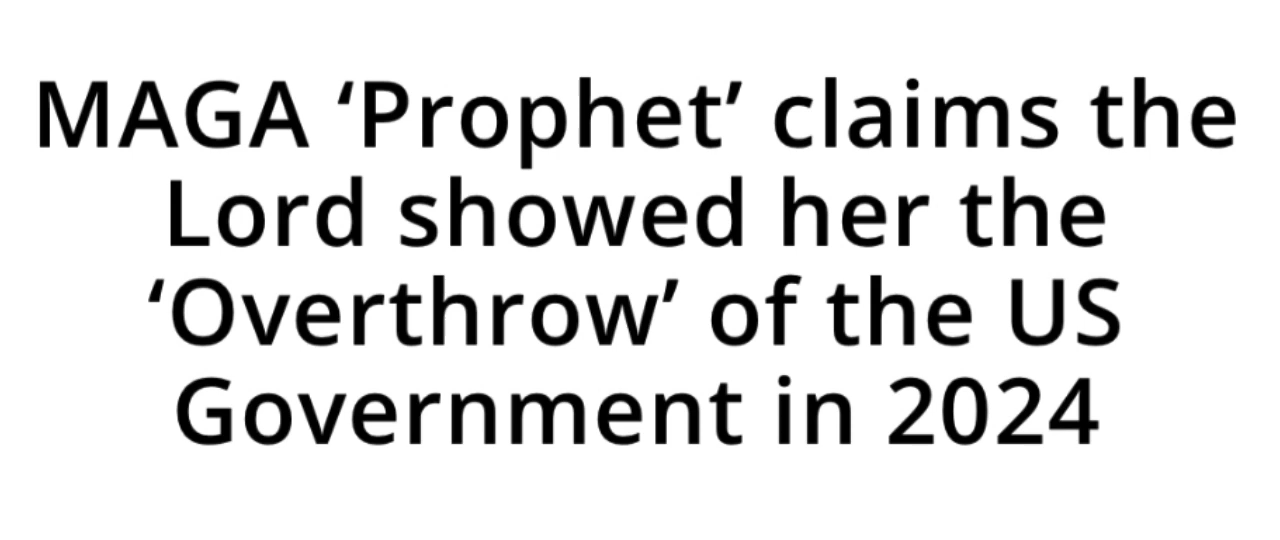 MAGA ‘Prophet’ claims the
Lord showed her the
‘Overthrow’ of the US
Government in 2024